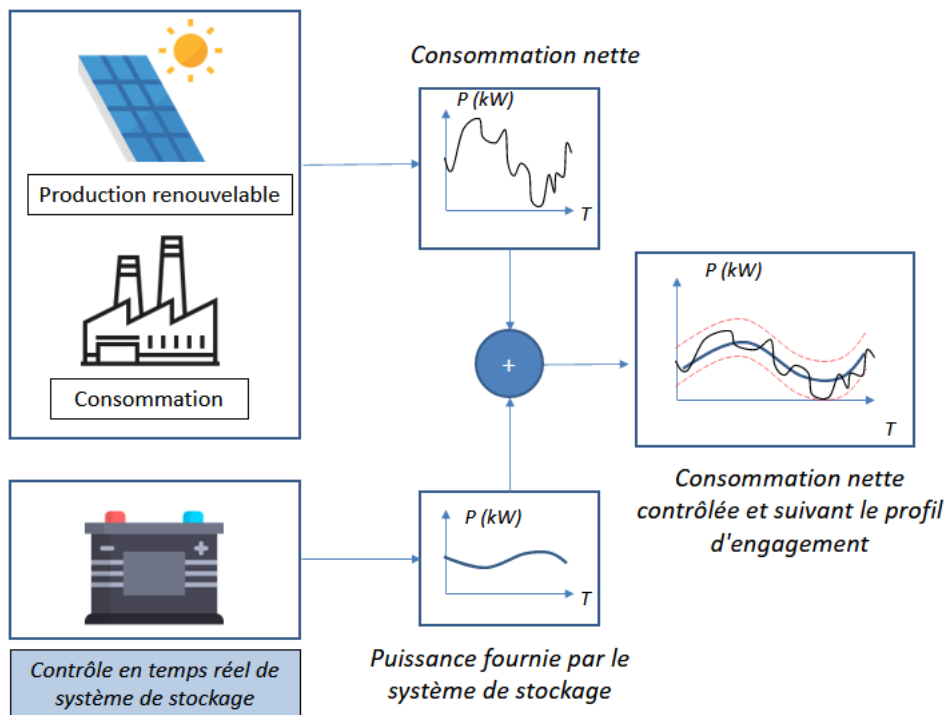 Consommation nette
P (kW)
T
Production renouvelable
Consommation
+
P (kW)
T
Consommation nette
contrôlée et suivant le profil
d'engagement
P (kW)
T
Contrôle en temps réel de
système de stockage
Puissance fournie par le
système de stockage